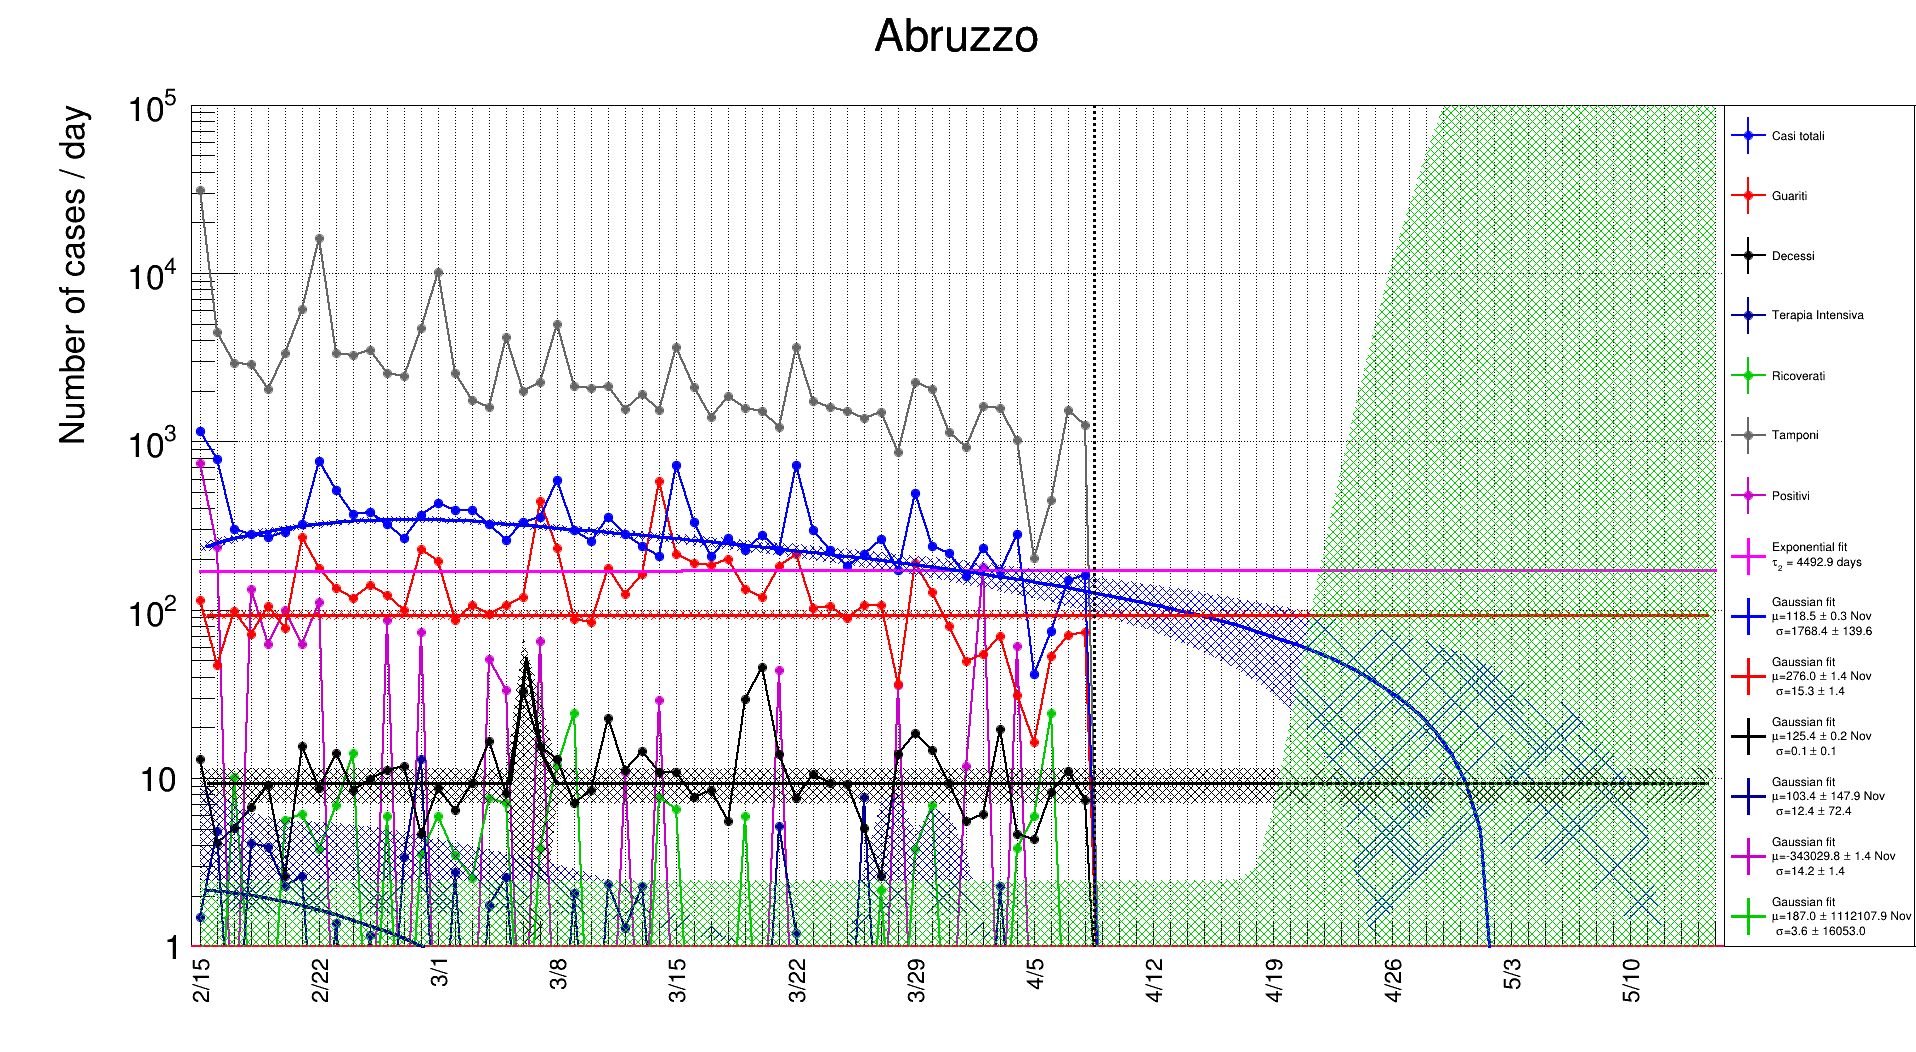 Abruzzo
Number of cases / day
10^5
10^4
10^3
10^2
10
1
2/15
2/22
3/1
3/8
3/15
3/22
3/29
4/5
4/12
4/19
4/26
5/3
5/10
Casi totali
Guariti
Decessi
Terapia Intensiva
Ricoverati
Tamponi
Positivi
Exponential fit
τ₂ = 4492.9 days
Gaussian fit
μ=118.5 ± 0.3 Nov
σ=1768.4 ± 139.6
Gaussian fit
μ=276.0 ± 1.4 Nov
σ=15.3 ± 1.4
Gaussian fit
μ=125.4 ± 0.2 Nov
σ=0.1 ± 0.1
Gaussian fit
μ=103.4 ± 147.9 Nov
σ=12.4 ± 72.4
Gaussian fit
μ=-343029.8 ± 1.4 Nov
σ=14.2 ± 1.4
Gaussian fit
μ=187.0 ± 1112107.9 Nov
σ=3.6 ± 16053.0